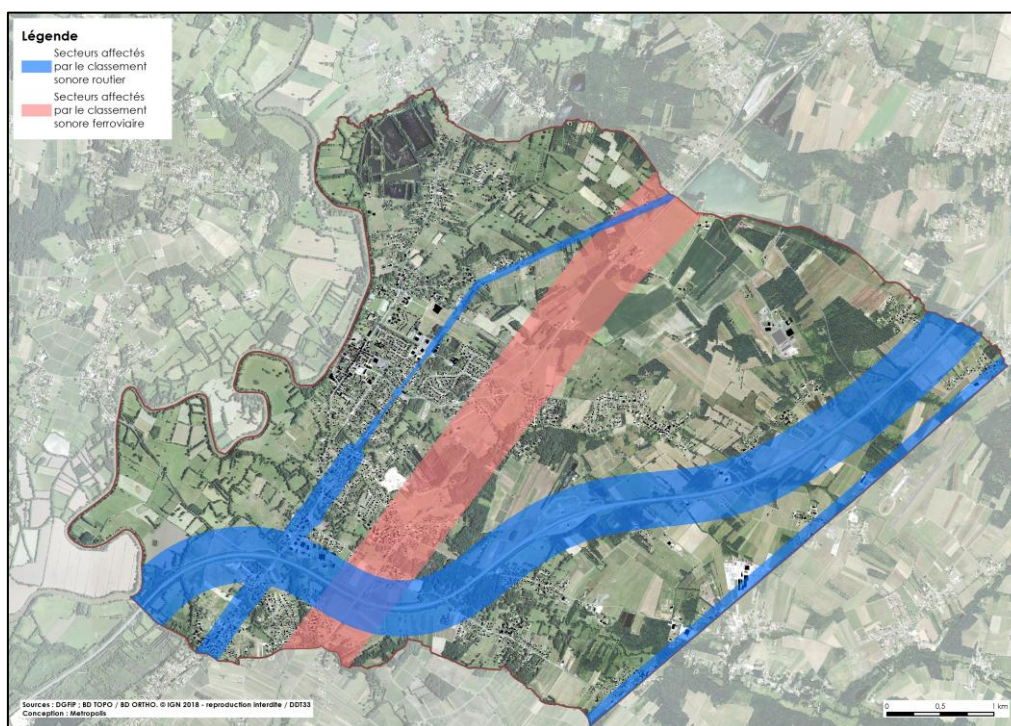 Légende
Secteurs affectés
par le classement
sonore routier
Secteurs affectés
par le classement
sonore ferroviaire
Sources : DGFIP ; BD TOPO / BD ORTHO. © IGN 2018 - reproduction interdite / DDT33
Conception : Metropolis
0 0,5 1 km